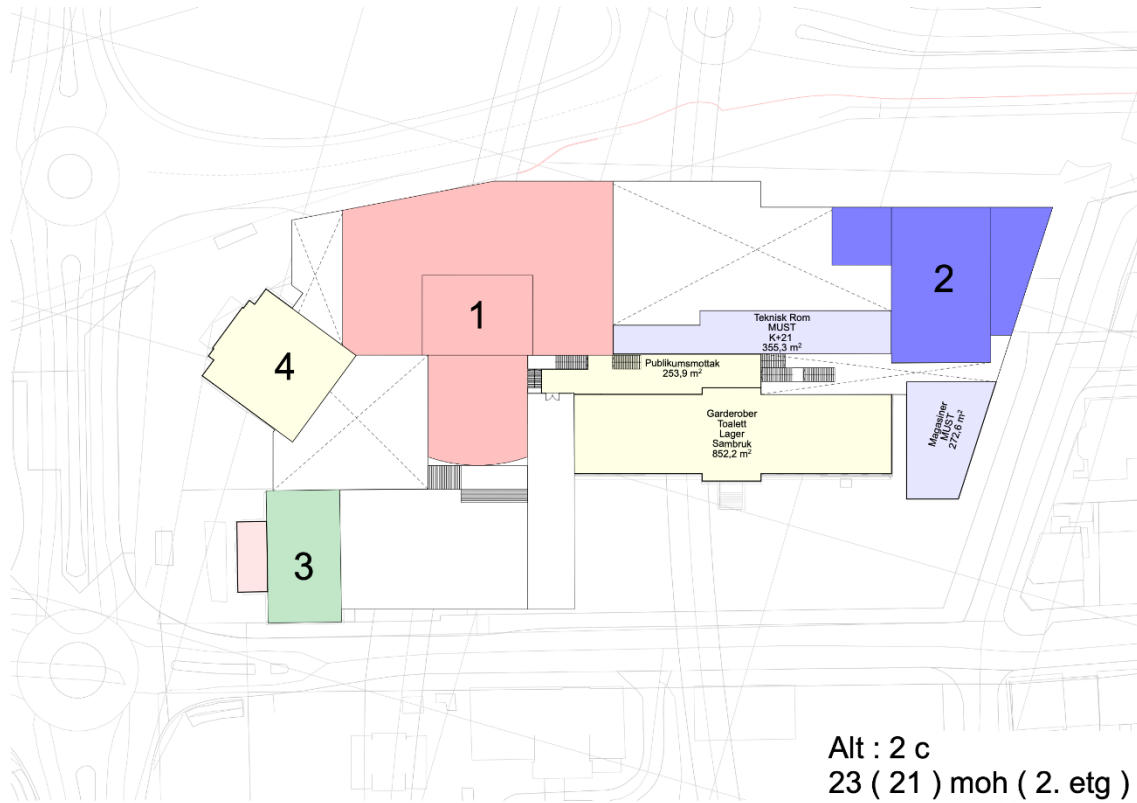 1
2
Teknisk Rom
MUST
K+21
355,3 m²
4
Publikumsmottak
253,9 m²
Garderober
Toalett
Lager
Sambruk
852,2 m²
Magasiner
MUST
272,6 m²
3
Alt : 2 c
23 ( 21 ) moh ( 2. etg )